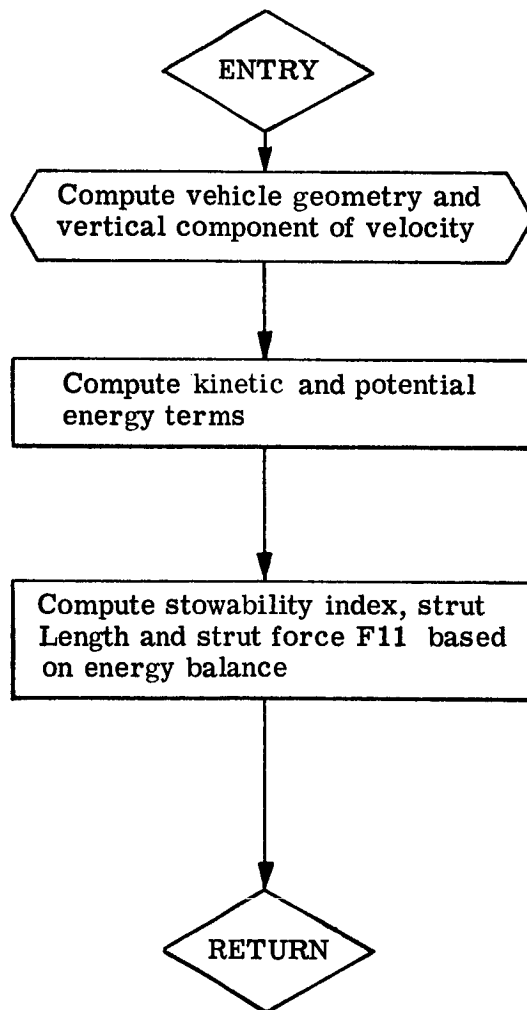 ENTRY
Compute vehicle geometry and
vertical component of velocity
Compute kinetic and potential
energy terms
Compute stowability index, strut
Length and strut force F11 based
on energy balance
RETURN